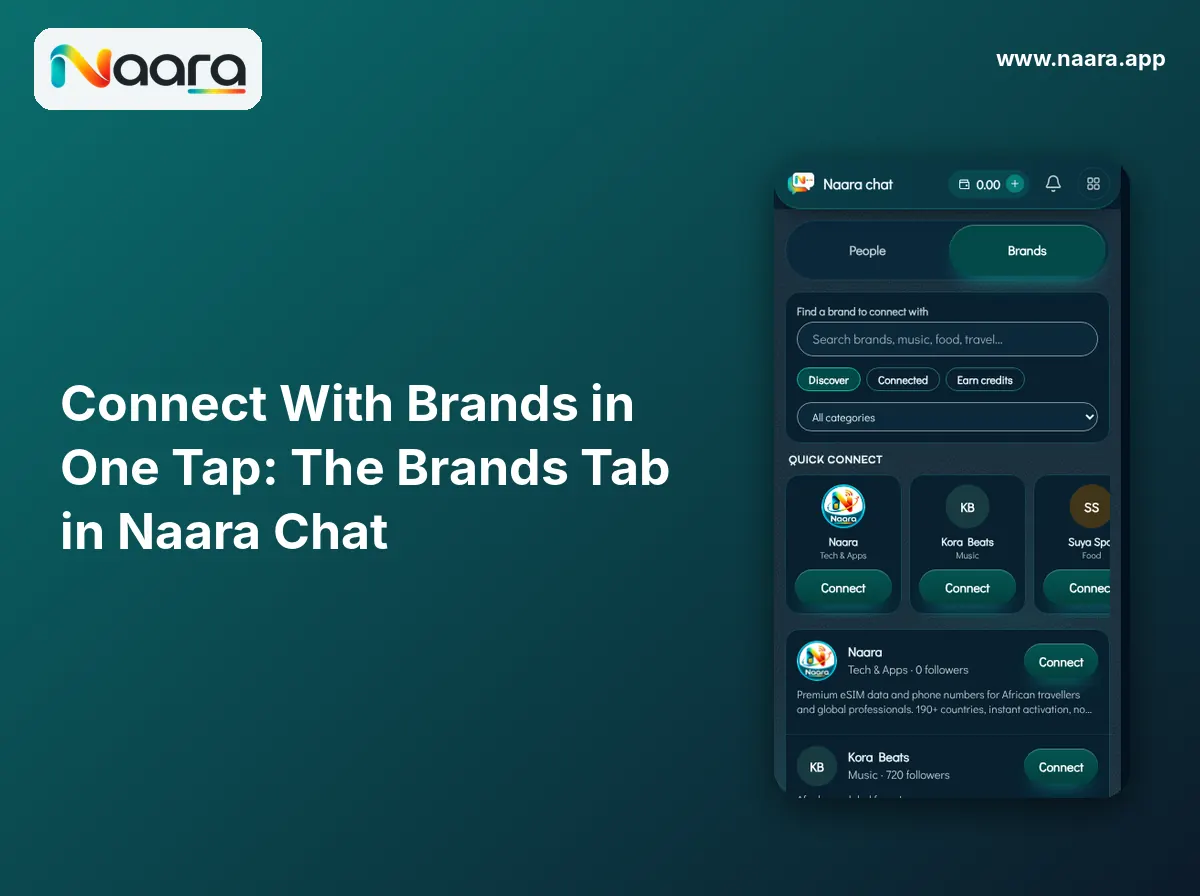 Naara
www.naara.app
Connect With Brands in
One Tap: The Brands Tab
in Naara Chat
Naara chat
0.00 +
People
Brands
Find a brand to connect with
Search brands, music, food, travel...
Discover
Connected
Earn credits
All categories
QUICK CONNECT
Naara
Naara
Tech & Apps
Connect
KB
Kora Beats
Music
Connect
SS
Suya Spo
Food
Connec
Naara
Naara
Tech & Apps · 0 followers
Connect
Premium eSIM data and phone numbers for African travellers
and global professionals. 190+ countries, instant activation, no...
KB
Kora Beats
Music · 720 followers
Connect